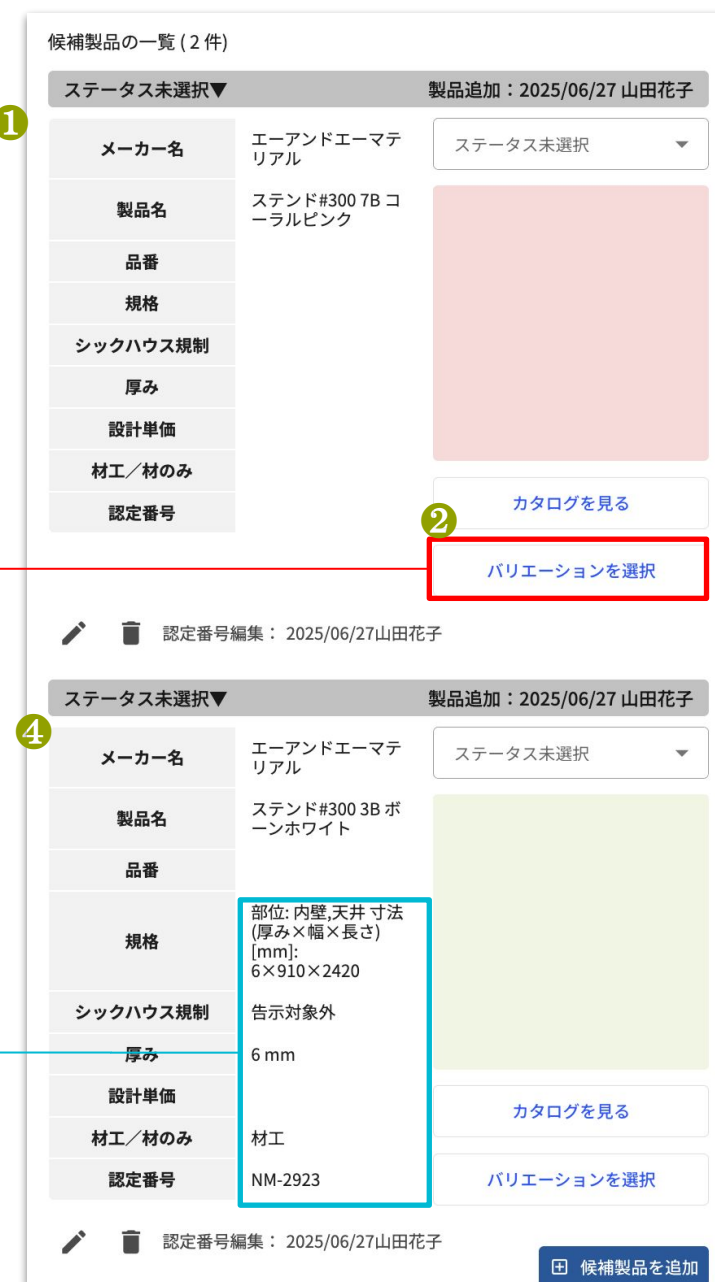 候補製品の一覧 ( 2 件)
ステータス未選択▼ 製品追加：2025/06/27 山田花子
1
メーカー名 エーアンドエーマテ
リアル
ステータス未選択
製品名 ステンド#300 7B コ
ーラルピンク
品番
規格
シックハウス規制
厚み
設計単価
材工／材のみ
認定番号
カタログを見る
2
バリエーションを選択
認定番号編集： 2025/06/27山田花子
ステータス未選択▼ 製品追加：2025/06/27 山田花子
4
メーカー名 エーアンドエーマテ
リアル
ステータス未選択
製品名 ステンド#300 3B ボ
ーンホワイト
品番
規格 部位: 内壁,天井 寸法
(厚み×幅×長さ)
[mm]:
6×910×2420
シックハウス規制 告示対象外
厚み 6 mm
設計単価
材工／材のみ 材工
認定番号 NM-2923
カタログを見る
バリエーションを選択
認定番号編集： 2025/06/27山田花子
候補製品を追加